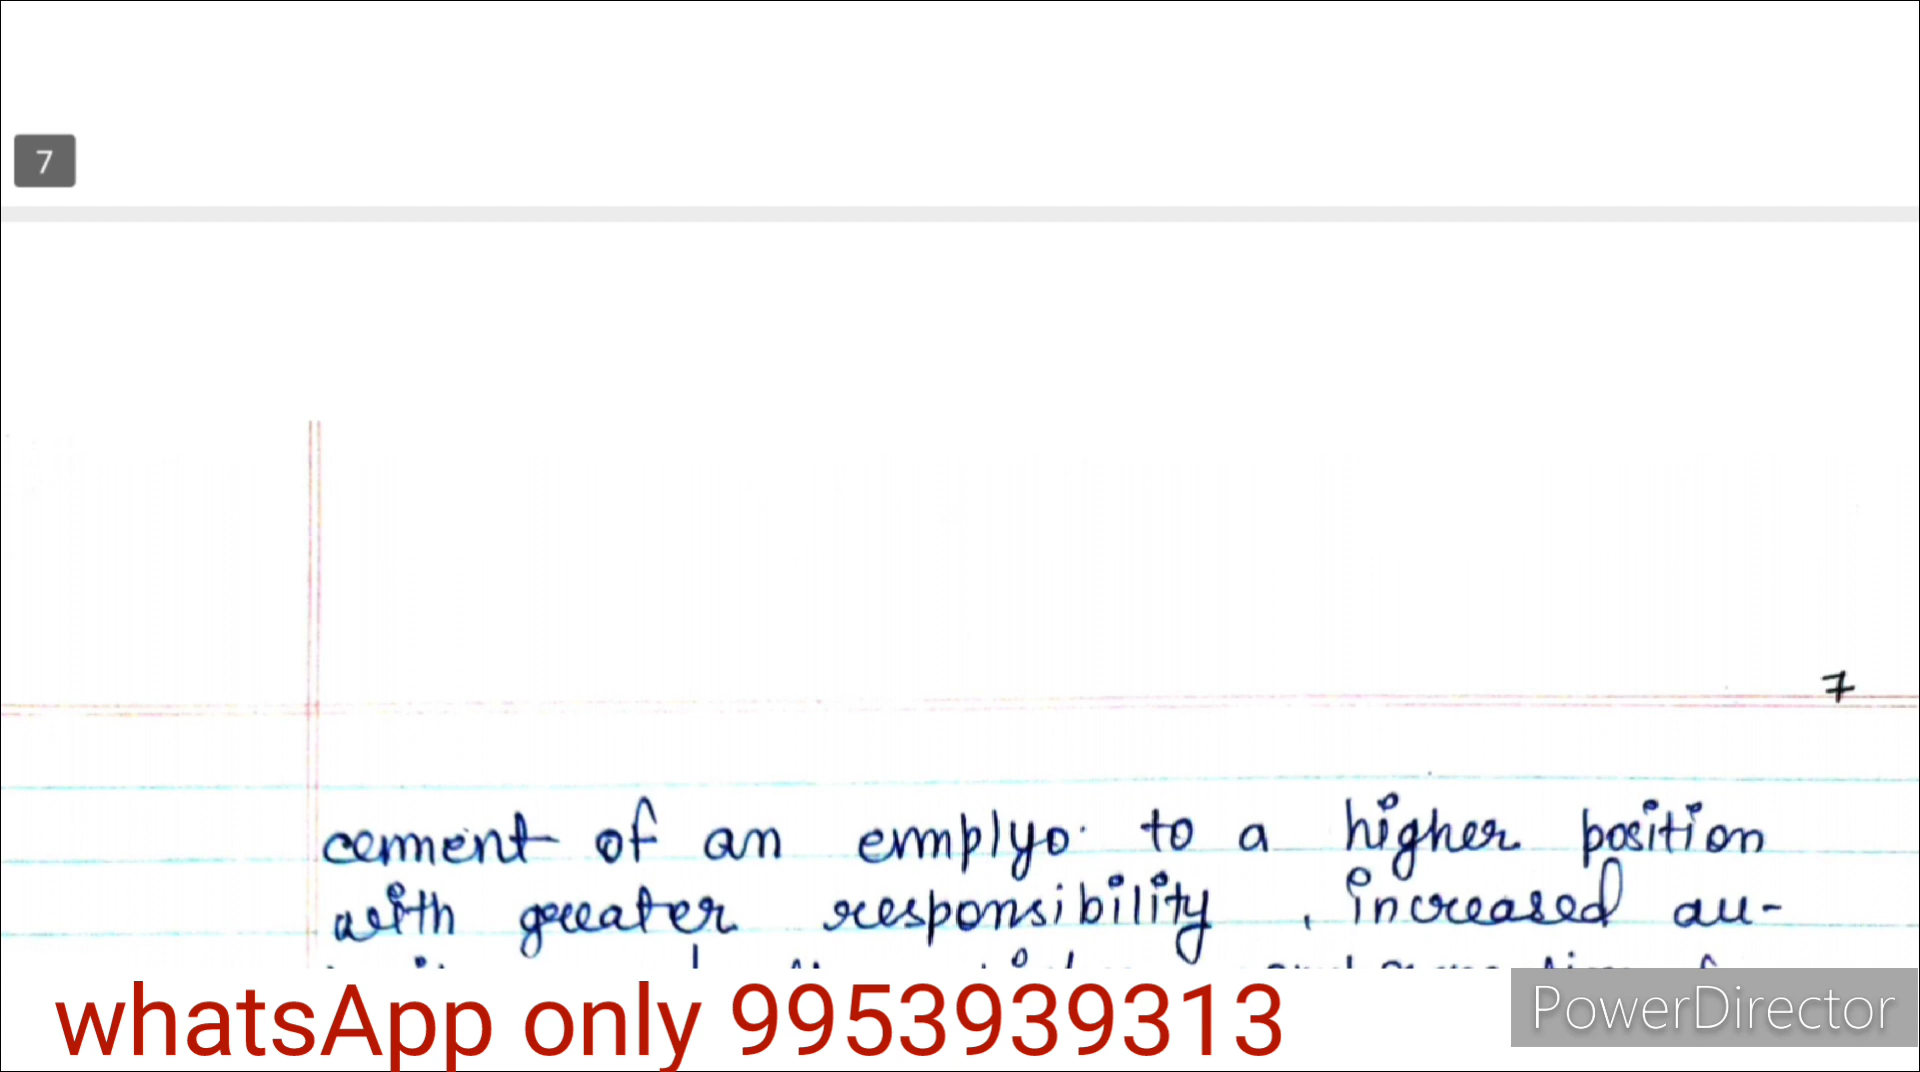 7
7
cement of an emplyo. to a higher position
with greater responsibility , increased au-
whatsApp only 9953939313
PowerDirector